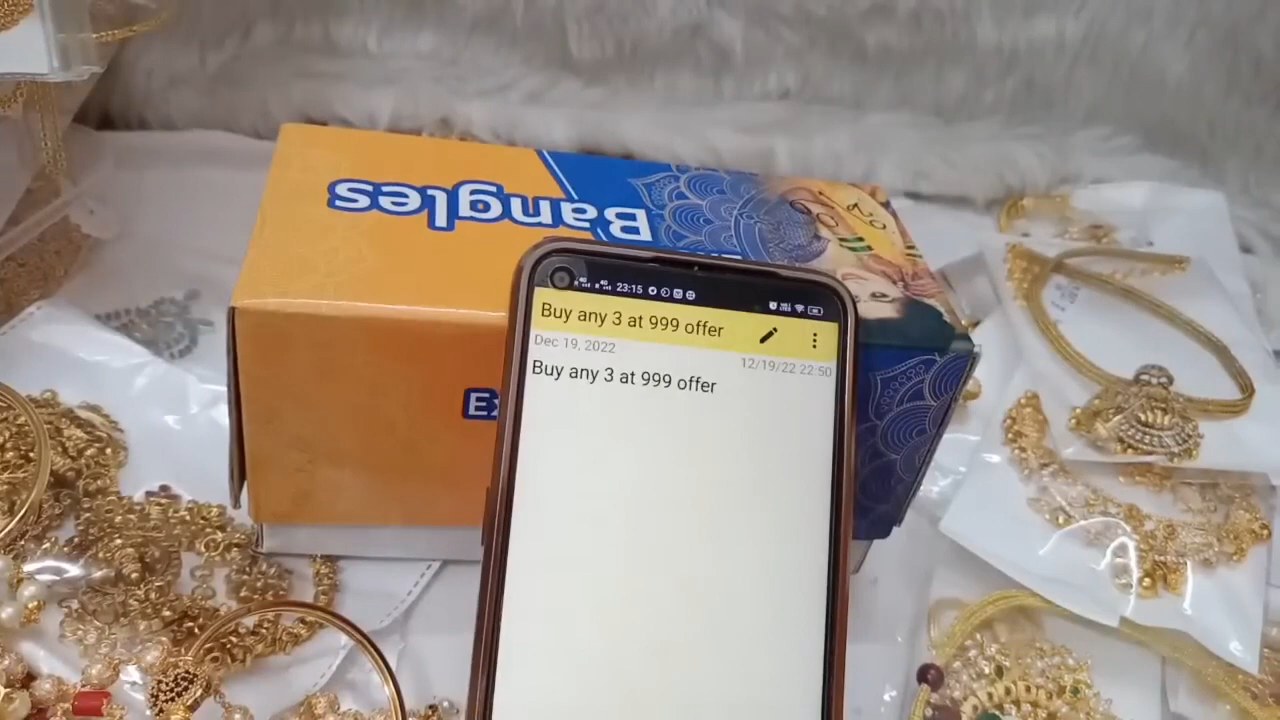 Bangles
Ex
23:15
Buy any 3 at 999 offer
Dec 19, 2022
12/19/22 22:50
Buy any 3 at 999 offer